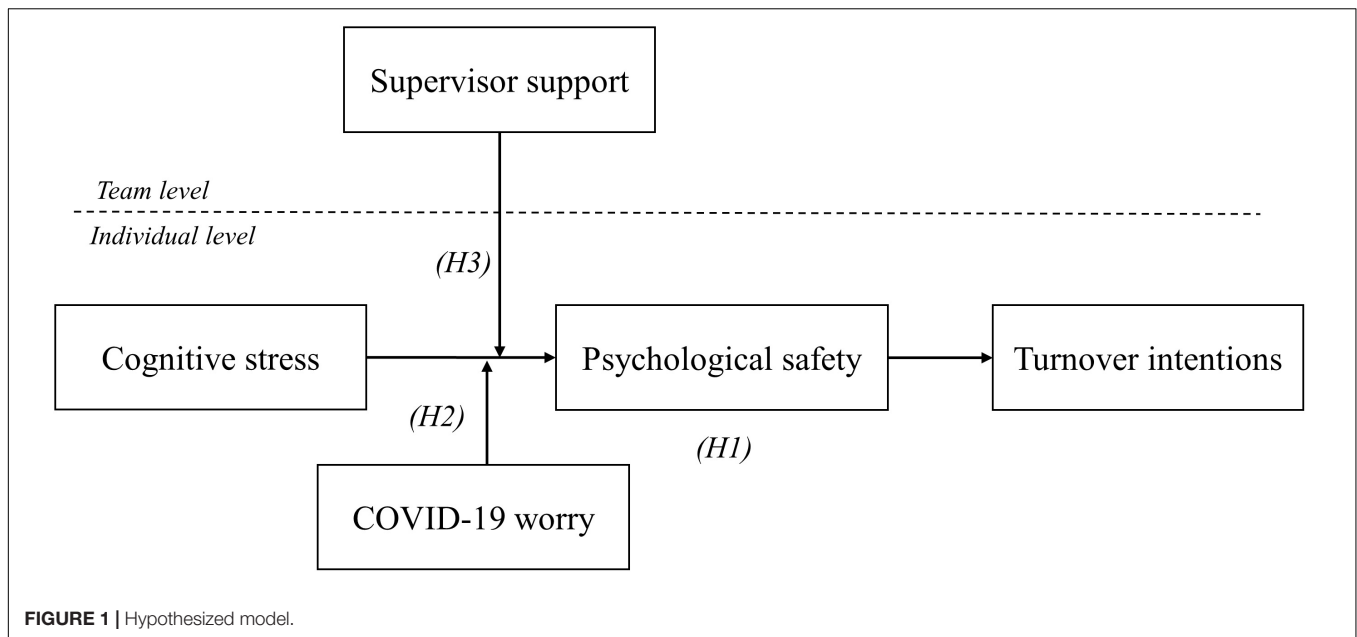 Supervisor support
Team level
Individual level
(H3)
Cognitive stress
Psychological safety
Turnover intentions
(H2)
(H1)
COVID-19 worry
FIGURE 1 | Hypothesized model.